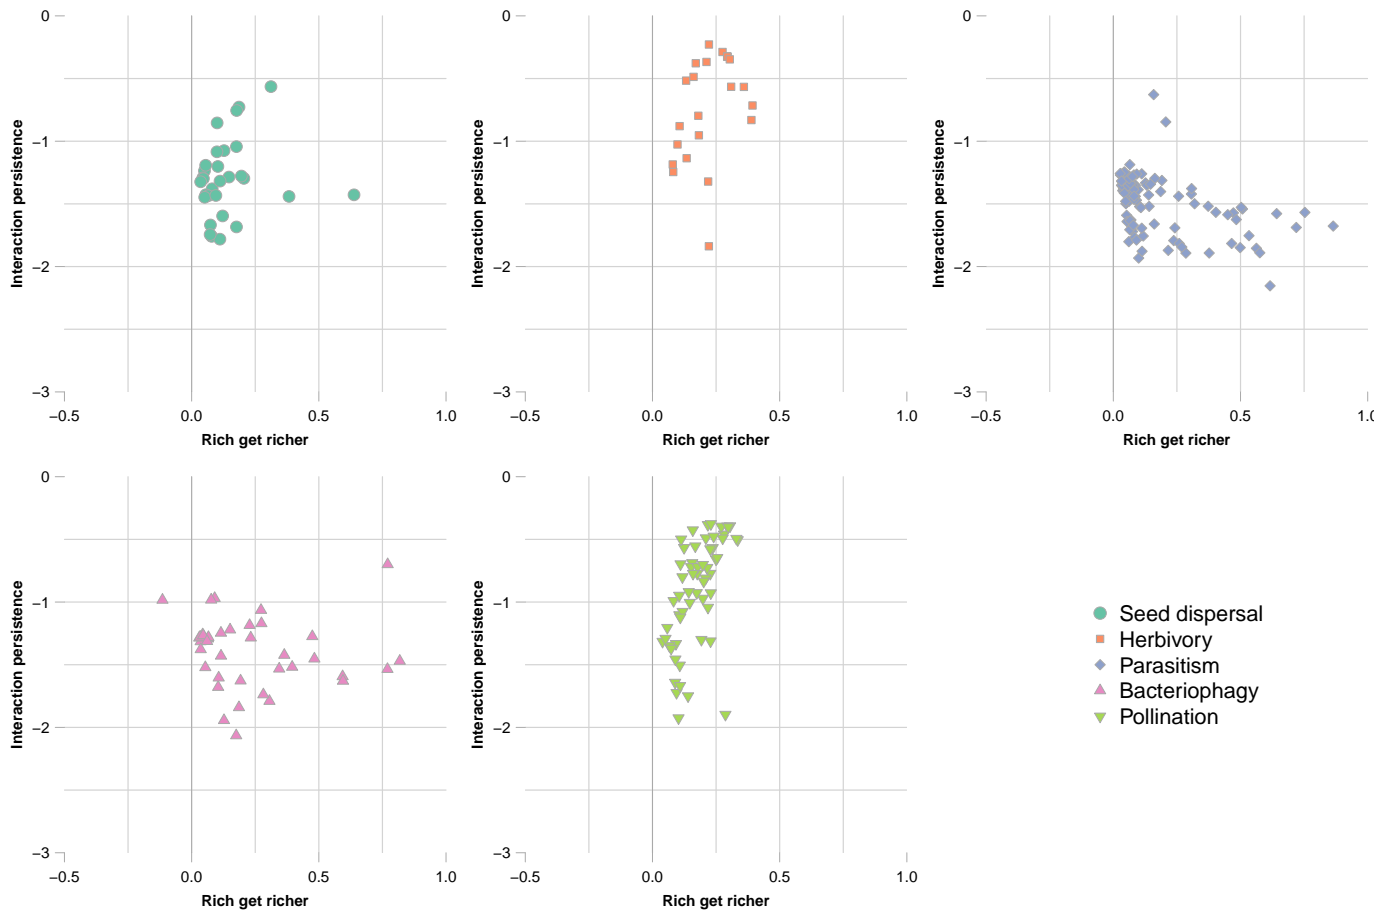 0
−1
−2
−3
−0.5
0.0
0.5
1.0
Rich get richer
Interaction persistence
0
−1
−2
−3
−0.5
0.0
0.5
1.0
Rich get richer
Interaction persistence
0
−1
−2
−3
−0.5
0.0
0.5
1.0
Rich get richer
Interaction persistence
0
−1
−2
−3
−0.5
0.0
0.5
1.0
Rich get richer
Interaction persistence
0
−1
−2
−3
−0.5
0.0
0.5
1.0
Rich get richer
Interaction persistence
Seed dispersal
Herbivory
Parasitism
Bacteriophagy
Pollination